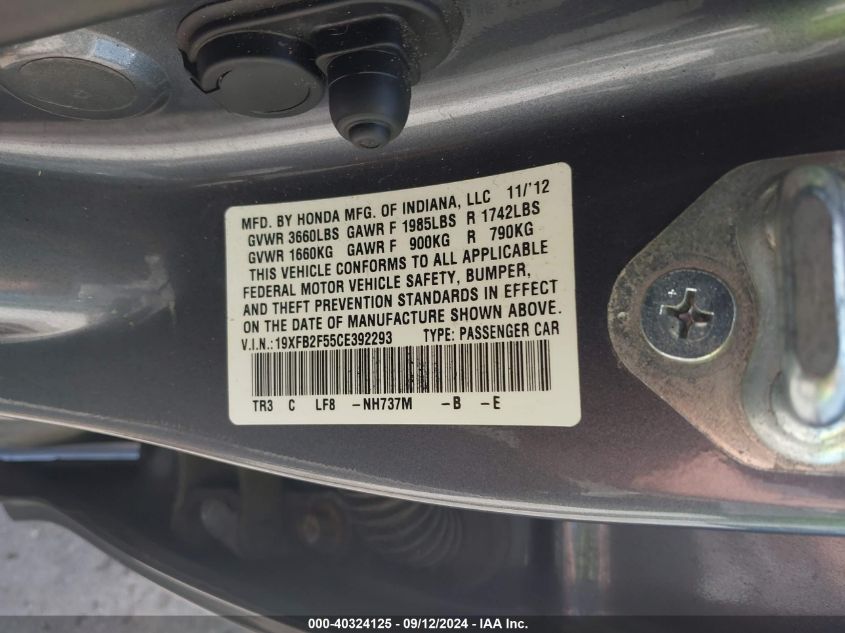 MFD. BY HONDA MFG. OF INDIANA, LLC 11/'12
GVWR 3660LBS GAWR F 1985LBS R 1742LBS
GVWR 1660KG GAWR F 900KG R 790KG
THIS VEHICLE CONFORMS TO ALL APPLICABLE
FEDERAL MOTOR VEHICLE SAFETY, BUMPER,
AND THEFT PREVENTION STANDARDS IN EFFECT
ON THE DATE OF MANUFACTURE SHOWN ABOVE.
V.I.N.:19XFB2F55CE392293 TYPE: PASSENGER CAR
TR3 C LF8 -NH737M -B -E
000-40324125 - 09/12/2024 - IAA Inc.